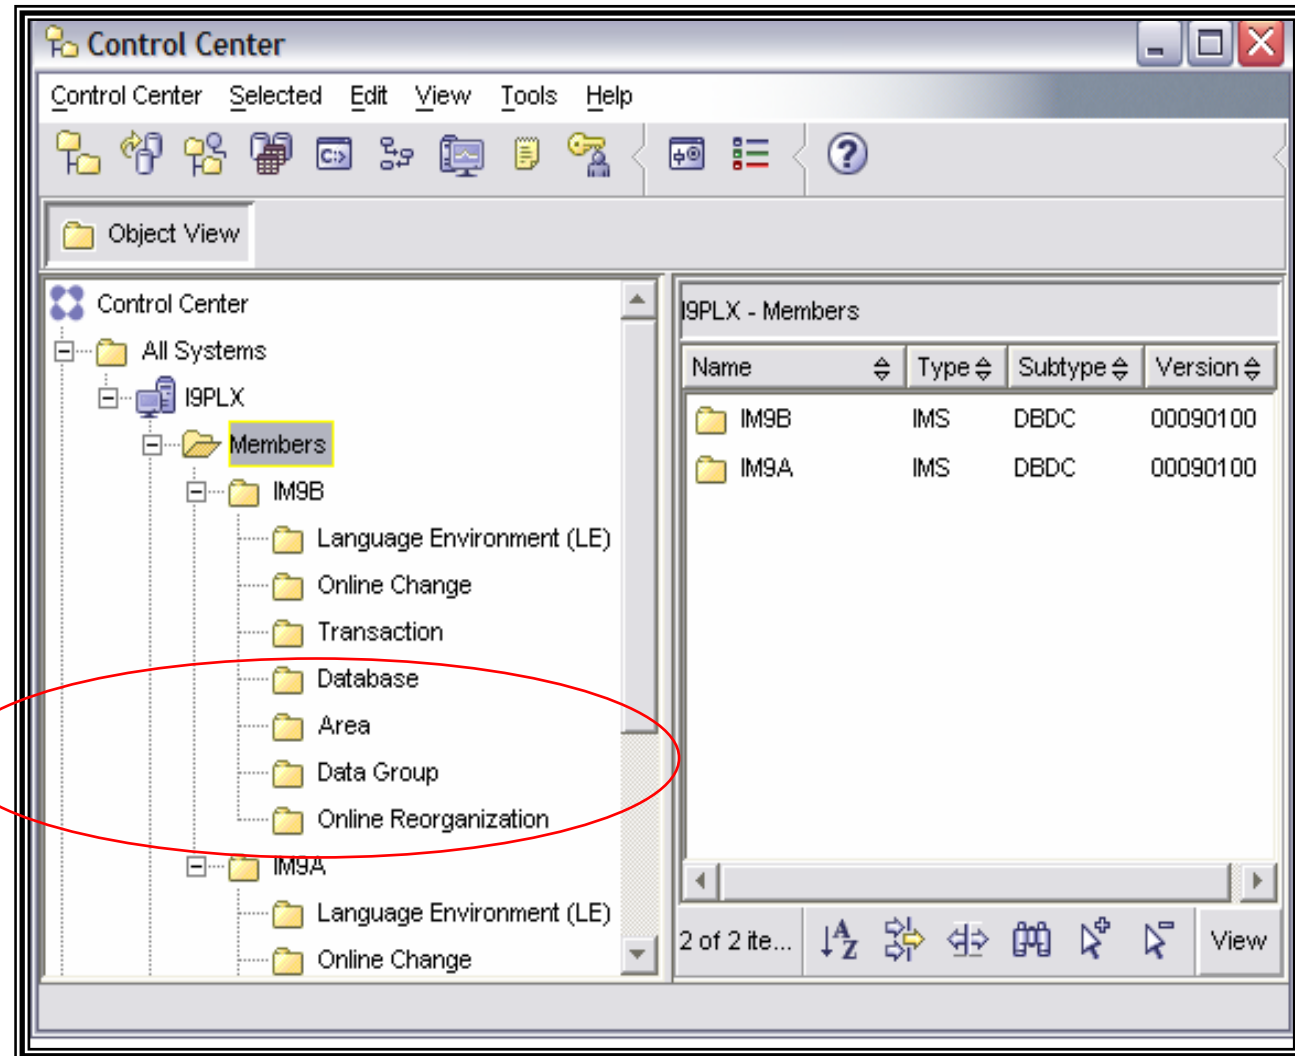 Control Center
Control Center Selected Edit View Tools Help
C:>
Object View
Control Center
All Systems
I9PLX
Members
IM9B
Language Environment (LE)
Online Change
Transaction
Database
Area
Data Group
Online Reorganization
IM9A
Language Environment (LE)
Online Change
I9PLX - Members
Name Type Subtype Version
IM9B IMS DBDC 00090100
IM9A IMS DBDC 00090100
2 of 2 ite... A Z View